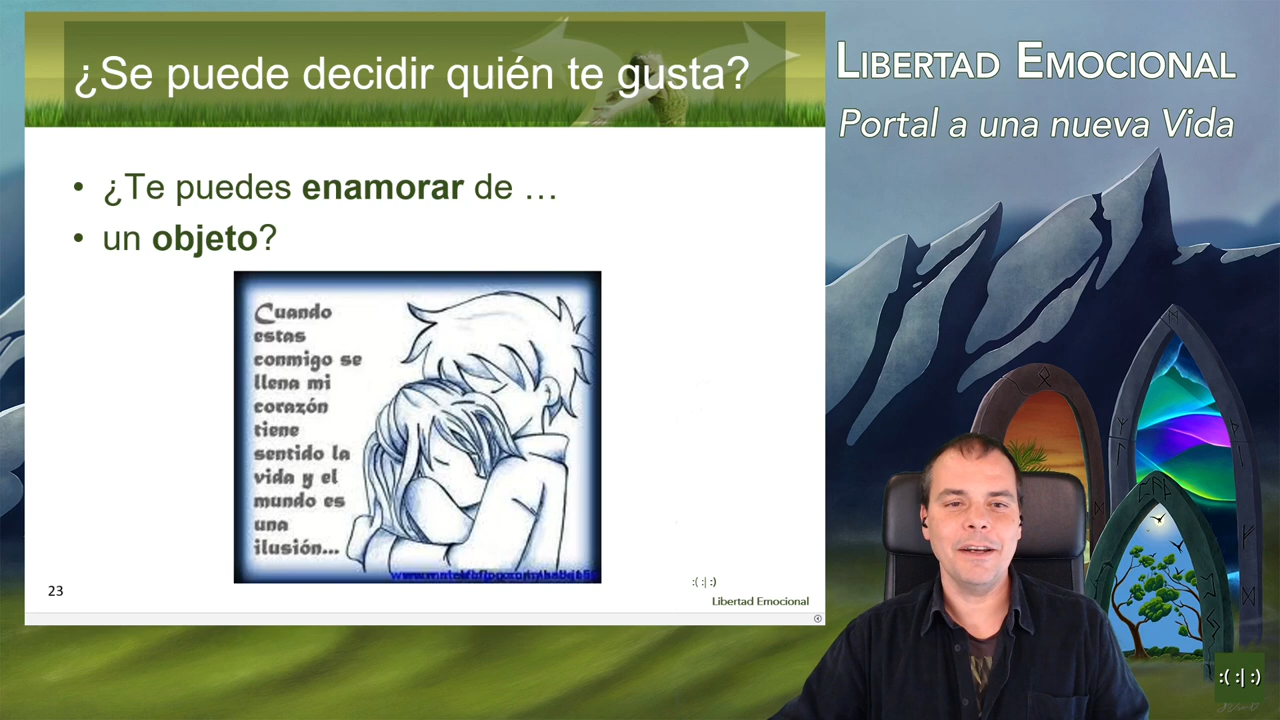 ¿Se puede decidir quién te gusta?
LIBERTAD EMOCIONAL
Portal a una nueva Vida
• ¿Te puedes enamorar de …
• un objeto?
Cuando
estas
conmigo se
llena mi
corazón
tiene
sentido la
vida y el
mundo es
una
ilusión...
23
:( :| :)
Libertad Emocional
:( :| :)